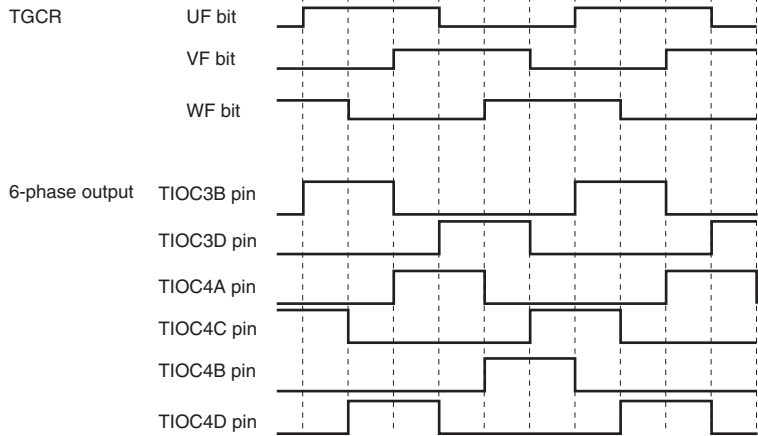 TGCR UF bit
VF bit
WF bit
6-phase output TIOC3B pin
TIOC3D pin
TIOC4A pin
TIOC4C pin
TIOC4B pin
TIOC4D pin